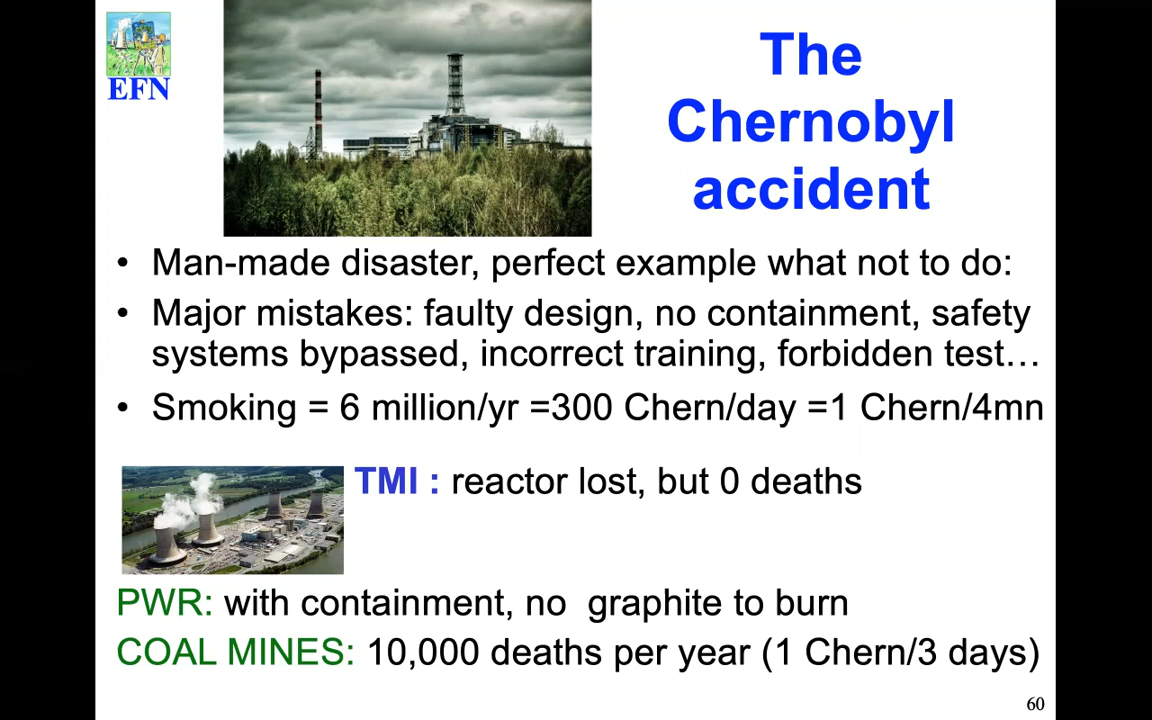 EFN
The
Chernobyl
accident
• Man-made disaster, perfect example what not to do:
• Major mistakes: faulty design, no containment, safety
systems bypassed, incorrect training, forbidden test…
• Smoking = 6 million/yr =300 Chern/day =1 Chern/4mn
TMI : reactor lost, but 0 deaths
PWR: with containment, no  graphite to burn
COAL MINES: 10,000 deaths per year (1 Chern/3 days)
60